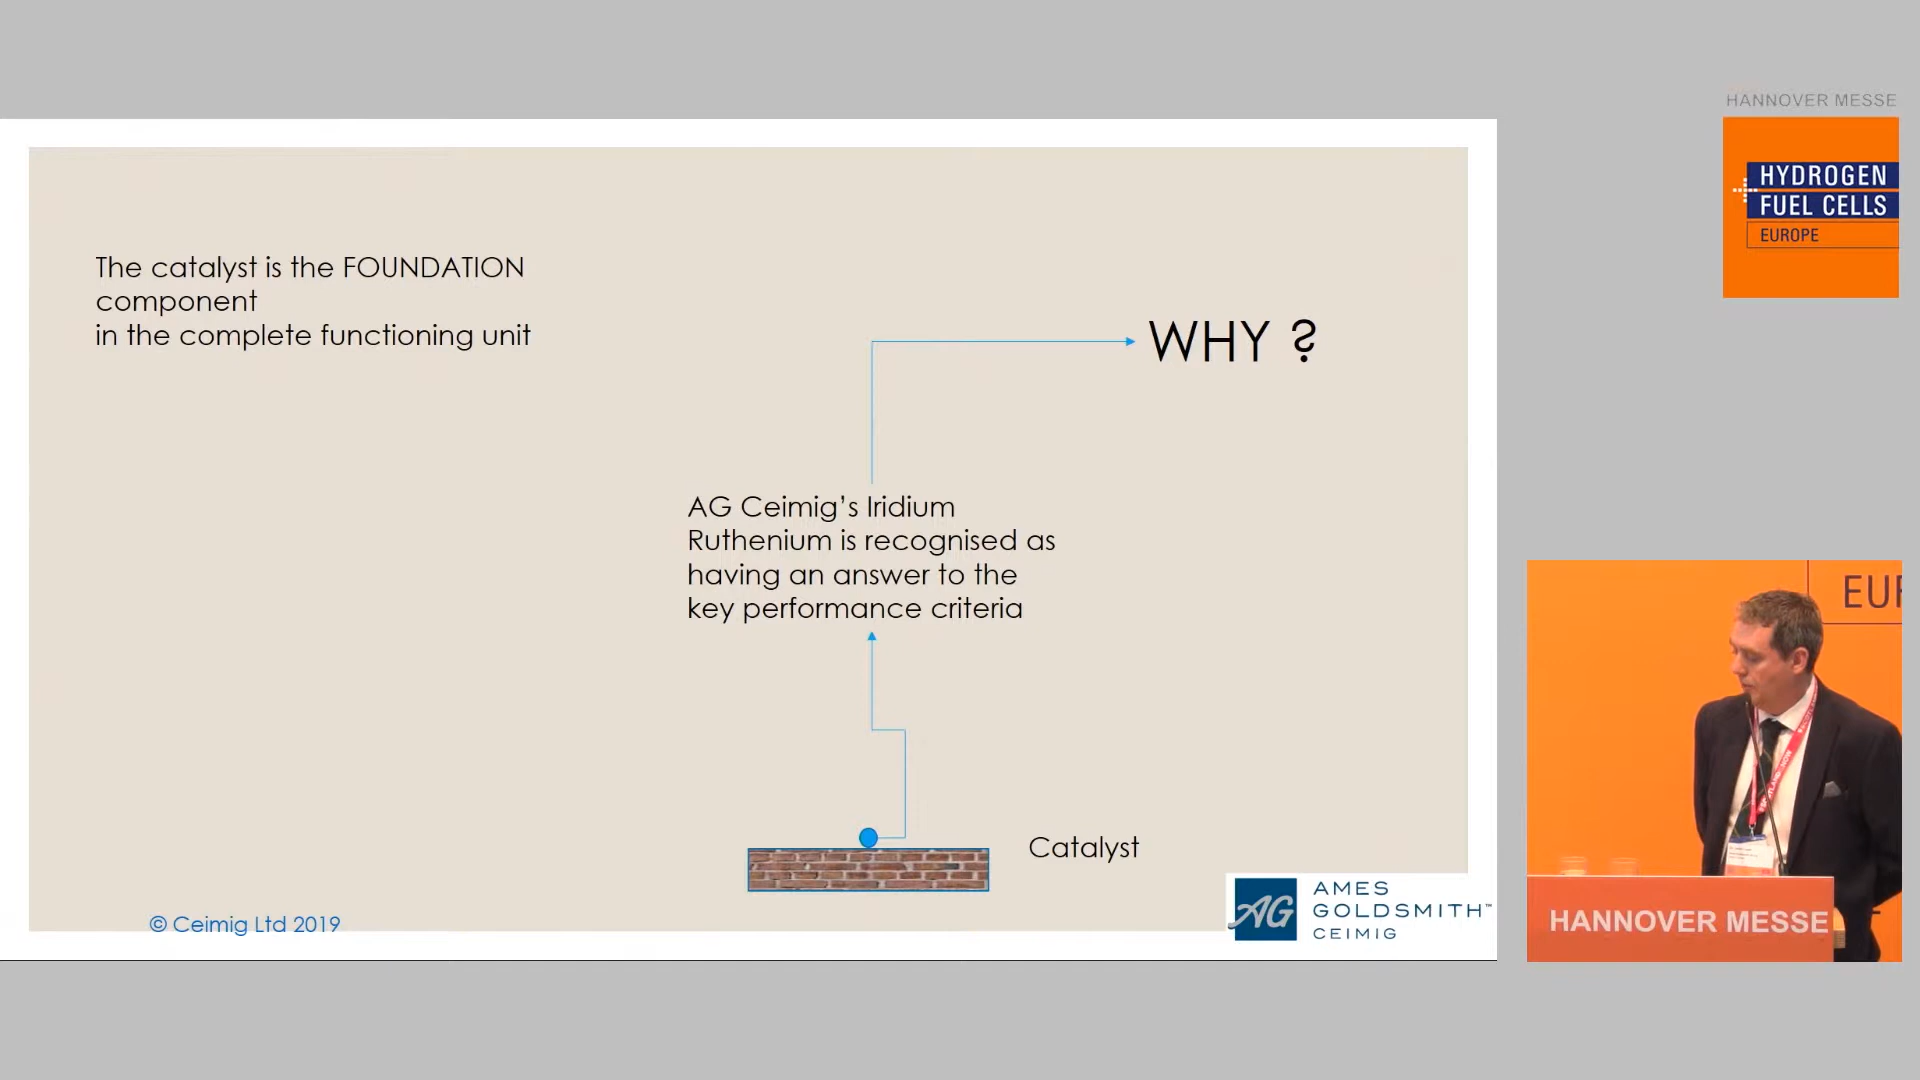 HANNOVER MESSE
HYDROGEN
FUEL CELLS
EUROPE
The catalyst is the FOUNDATION
component
in the complete functioning unit
WHY ?
AG Ceimig’s Iridium
Ruthenium is recognised as
having an answer to the
key performance criteria
Catalyst
© Ceimig Ltd 2019
AG
AMES
GOLDSMITH™
CEIMIG
EUR
HANNOVER MESSE